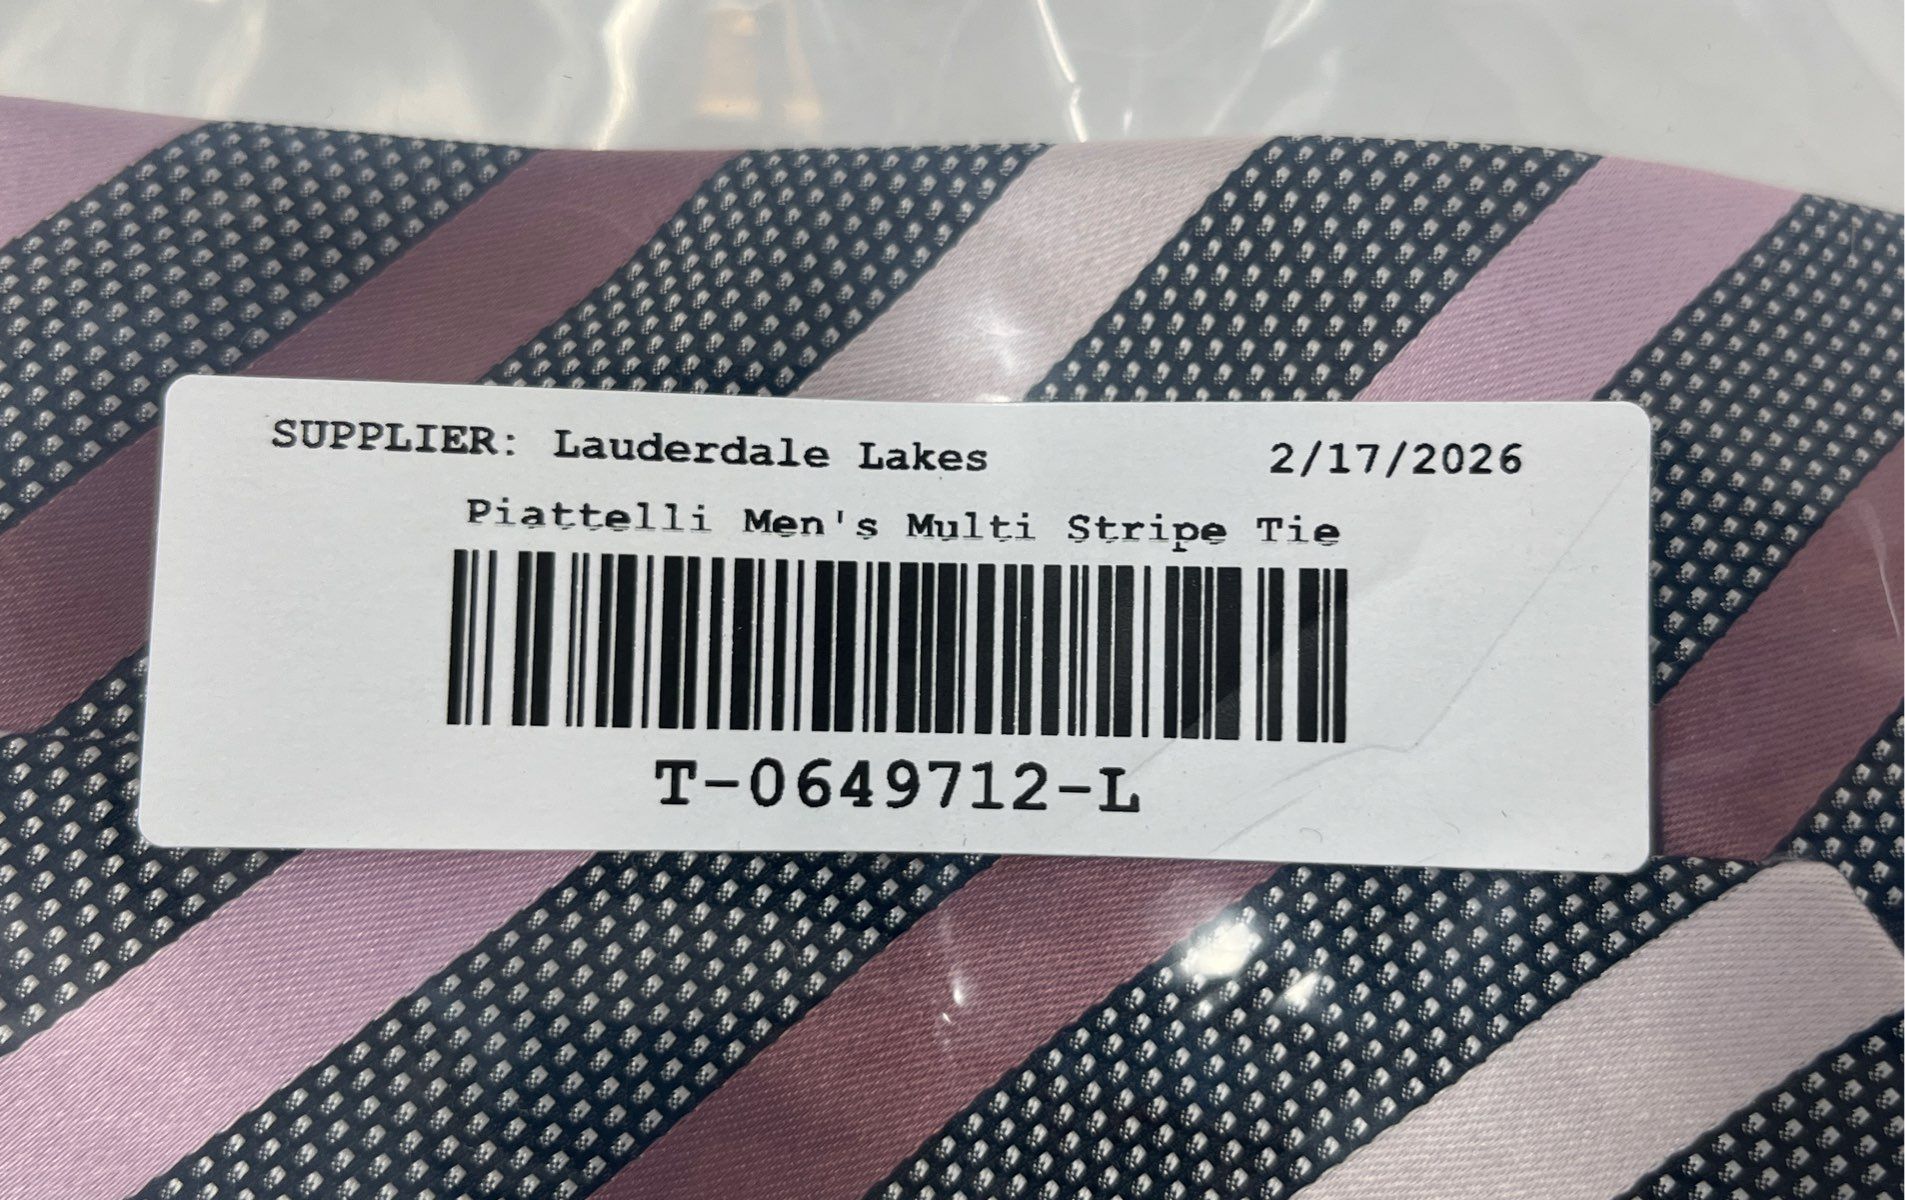 SUPPLIER: Lauderdale Lakes 2/17/2026
Piattelli Men's Multi Stripe Tie
T-0649712-L